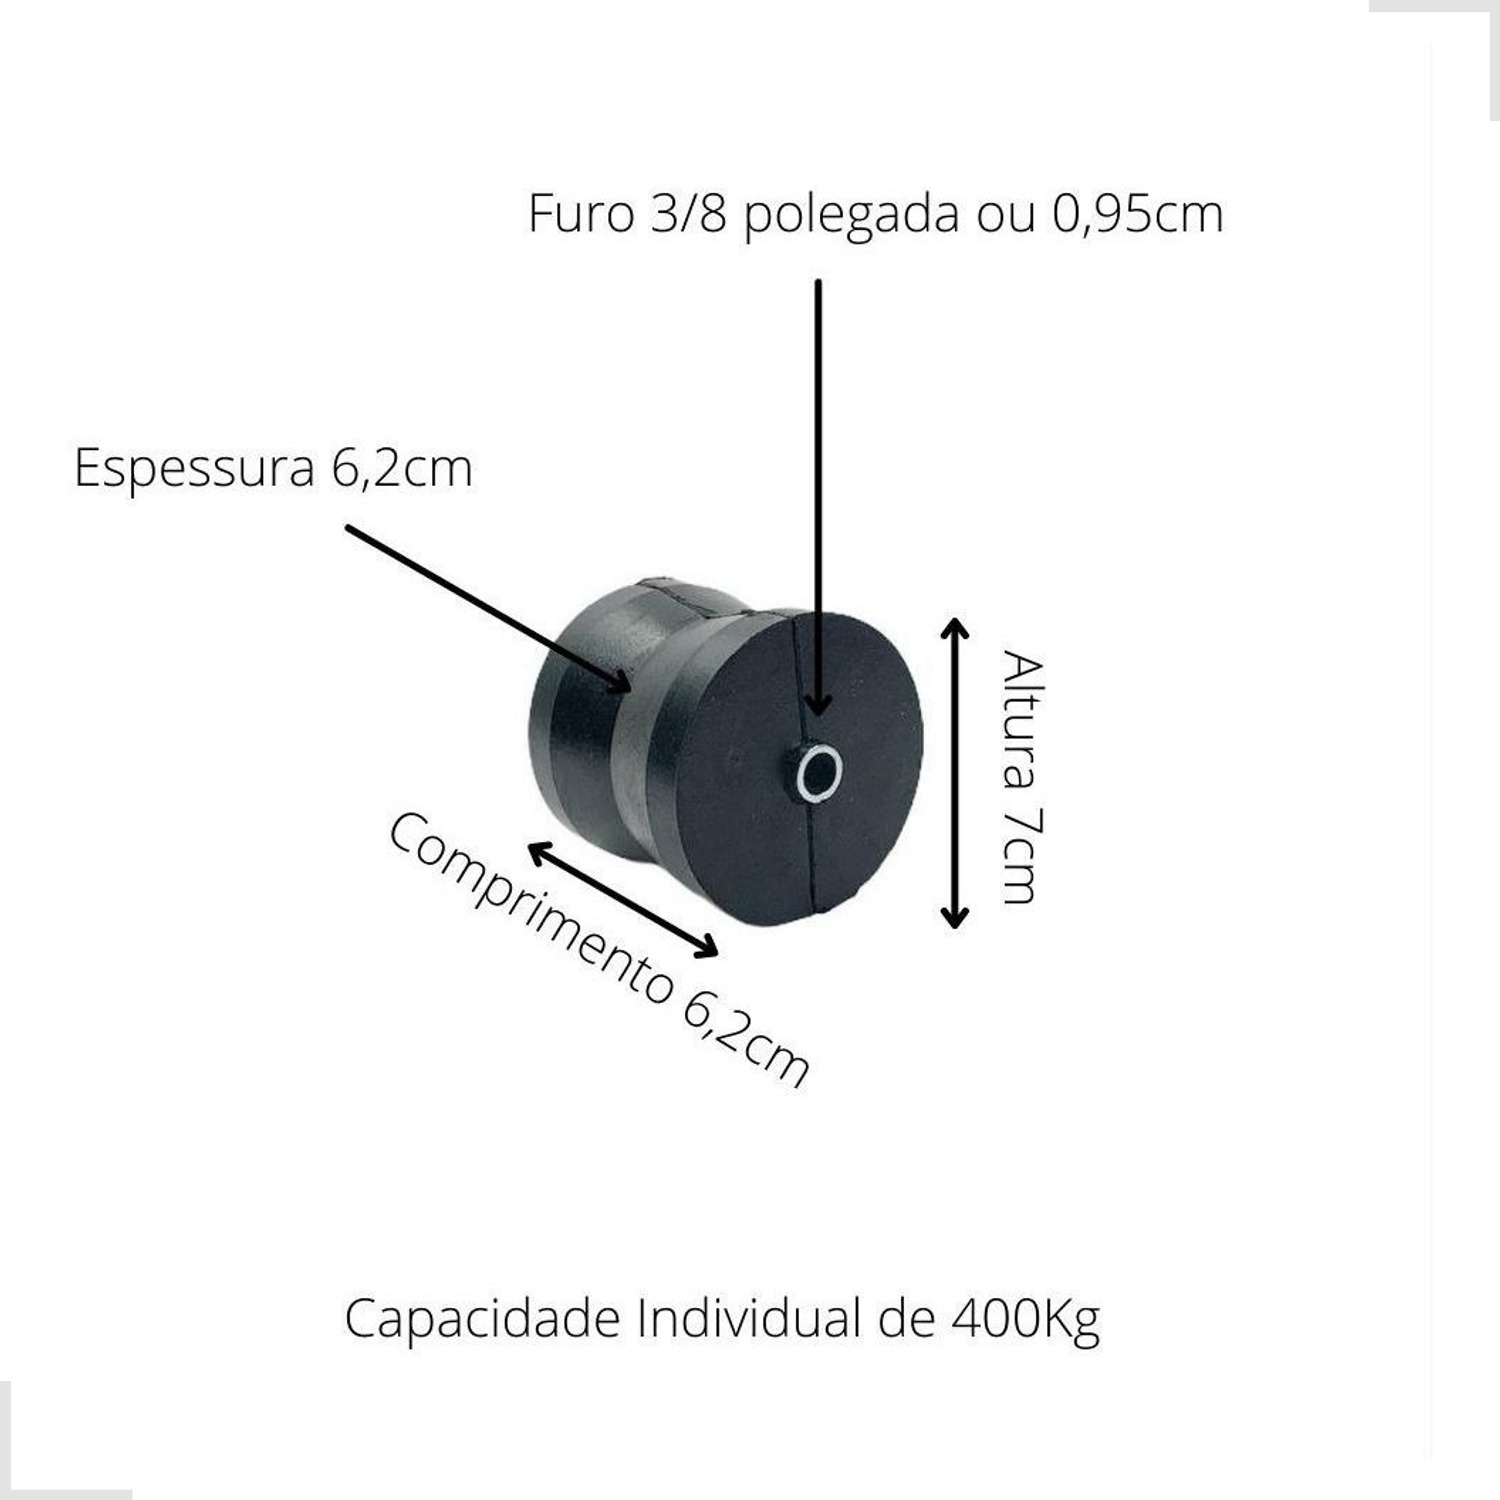 Furo 3/8 polegada ou 0,95cm
Espessura 6,2cm
Altura 7cm
Comprimento 6,2cm
Capacidade Individual de 400Kg